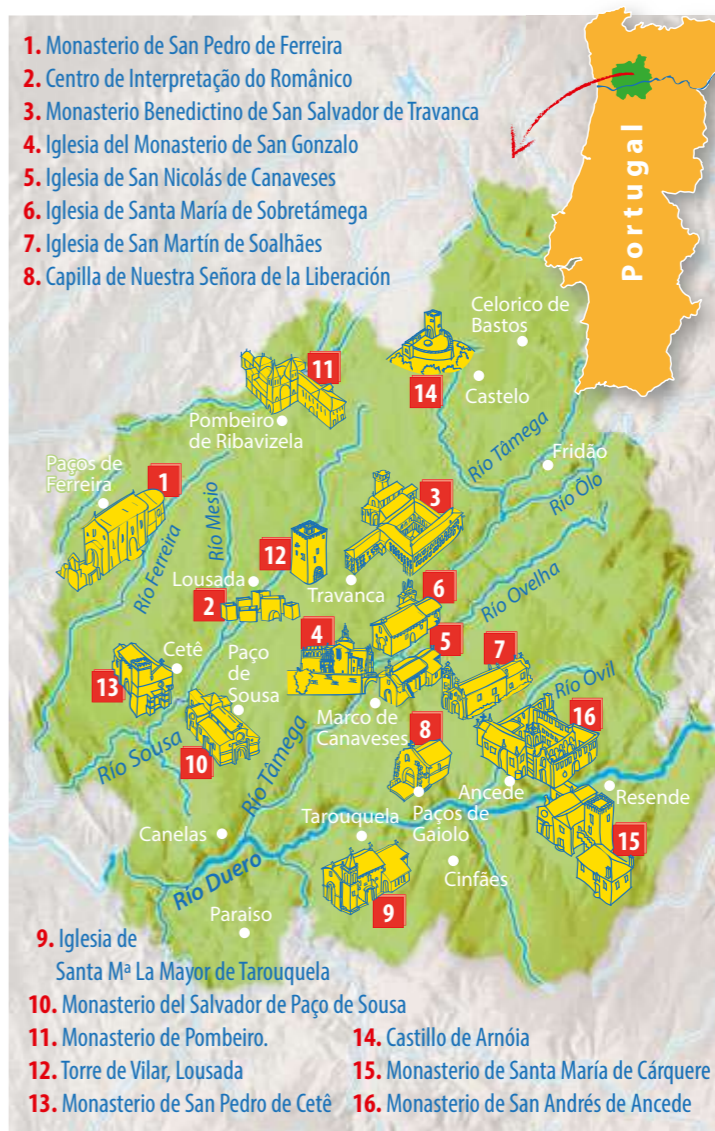 1. Monasterio de San Pedro de Ferreira
2. Centro de Interpretação do Românico
3. Monasterio Benedictino de San Salvador de Travanca
4. Iglesia del Monasterio de San Gonzalo
5. Iglesia de San Nicolás de Canaveses
6. Iglesia de Santa María de Sobretámega
7. Iglesia de San Martín de Soalhães
8. Capilla de Nuestra Señora de la Liberación
Portugal
Celorico de
Bastos
11
14
Castelo
Pombeiro
de Ribavizela
Río Tâmega
Fridão
Paços de
Ferreira
1
Río Mesio
3
Río Ôlo
Río Ferreira
12
Lousada
2
Travanca
6
Río Ovelha
4
5
7
Cetê
13
Paço
de
Sousa
Río Ovil
16
Marco de
Canaveses
8
Río Sousa
10
Río Tâmega
Ancede
Resende
Tarouquela
Paços de
Gaiolo
Canelas
15
Cinfães
Río Duero
9
Paraiso
9. Iglesia de
Santa Mª La Mayor de Tarouquela
10. Monasterio del Salvador de Paço de Sousa
11. Monasterio de Pombeiro.
12. Torre de Vilar, Lousada
13. Monasterio de San Pedro de Cetê
14. Castillo de Arnóia
15. Monasterio de Santa María de Cárquere
16. Monasterio de San Andrés de Ancede